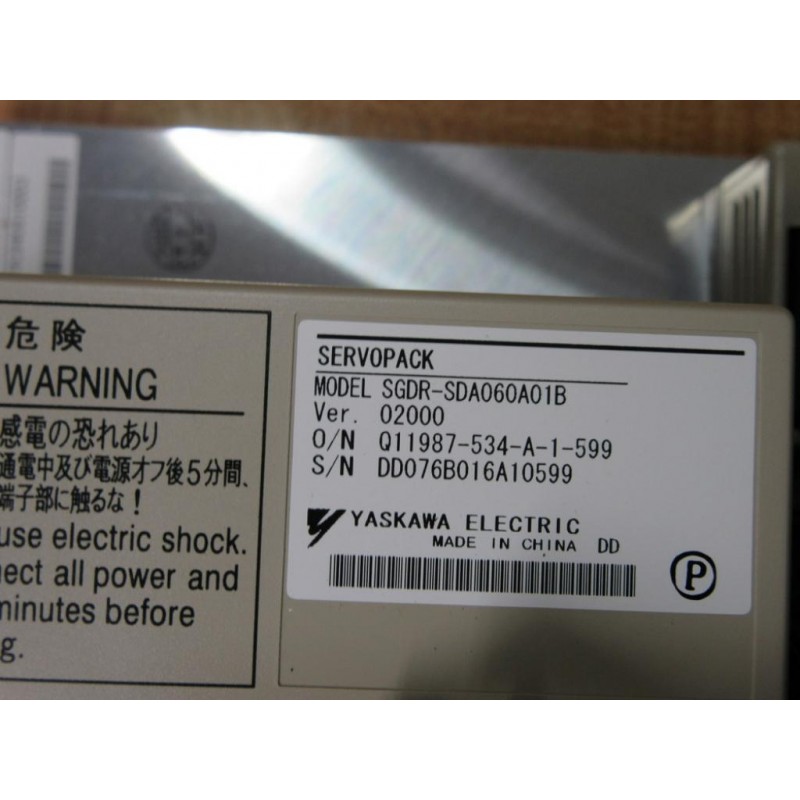 危険
WARNING
感電の恐れあり
通電中及び電源オフ後5分間、
端子部に触るな!
use electric shock.
nect all power and
minutes before
g.
SERVOPACK
MODEL SGDR-SDA060A01B
Ver. 02000
O/N Q11987-534-A-1-599
S/N DD076B016A10599
YASKAWA ELECTRIC
MADE IN CHINA DD
P